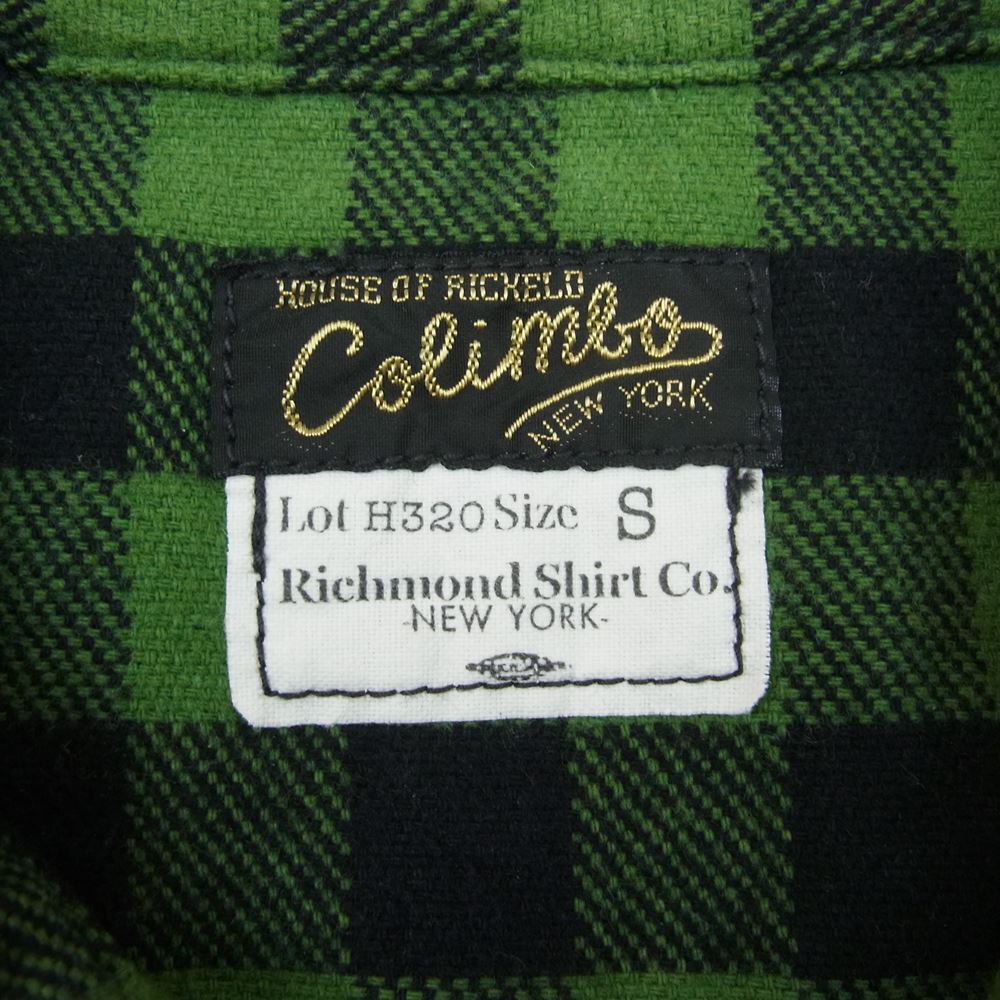 HOUSE OF RICKELD
Colimbo
NEW YORK
Lot H320 Size S
Richmond Shirt Co.
-NEW YORK-